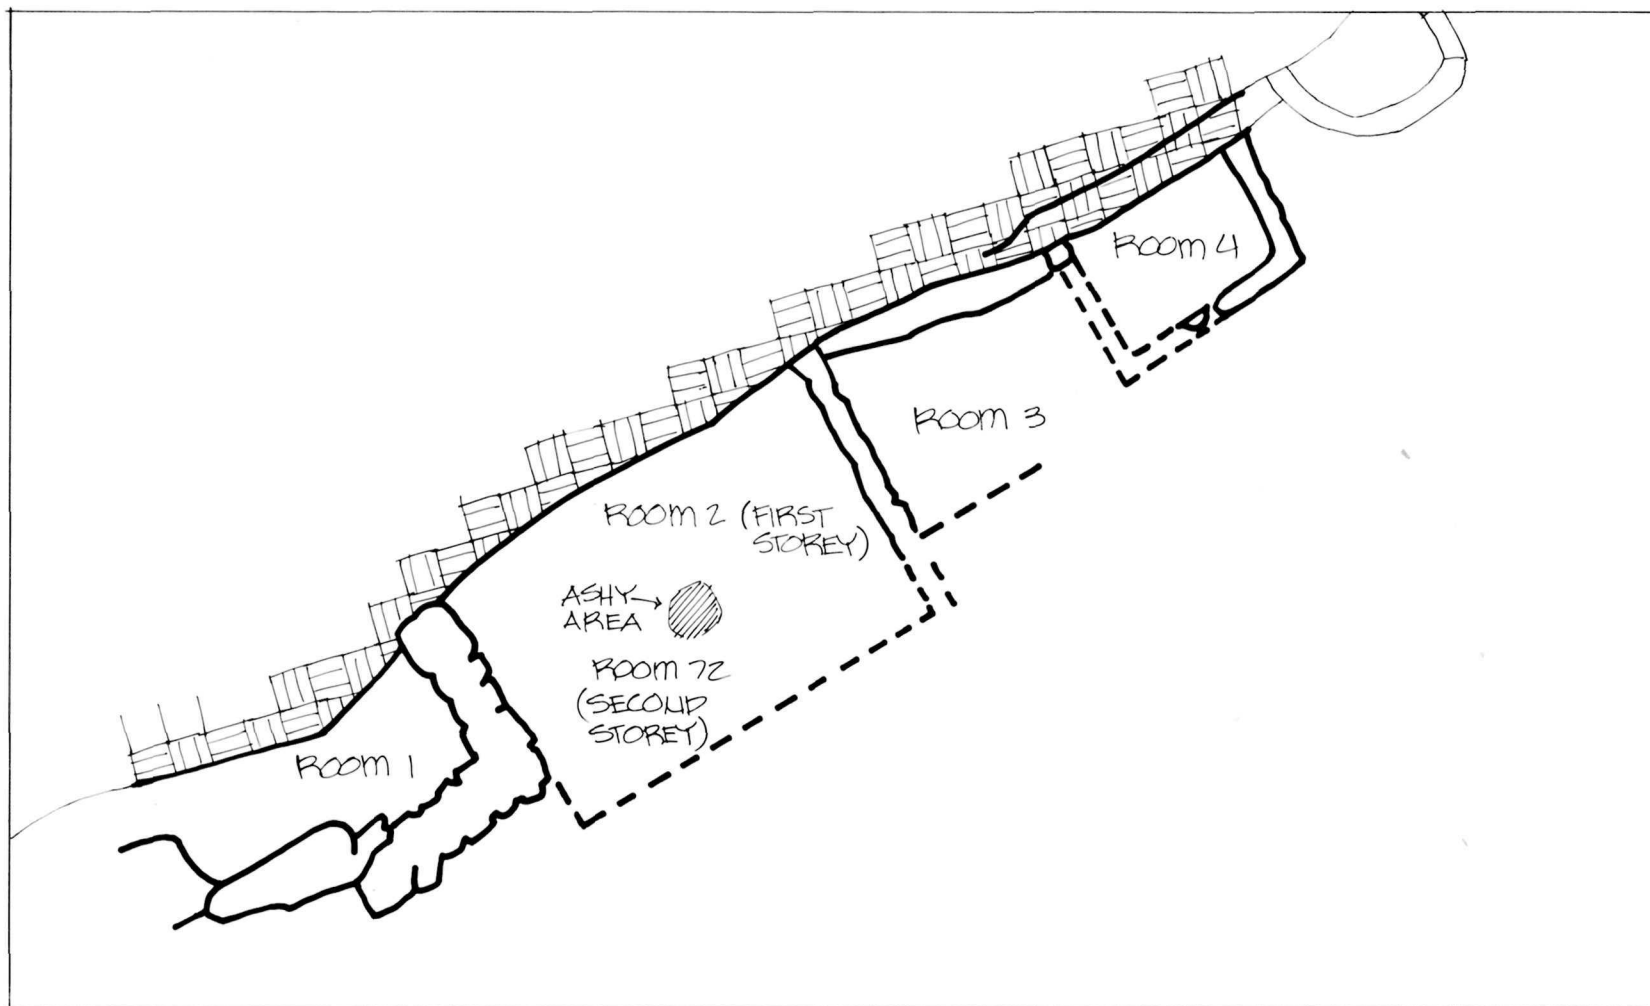 ROOM 4
ROOM 3
ROOM 2 (FIRST
STOREY)
ASHY
AREA
ROOM 72
(SECOND
STOREY)
ROOM 1